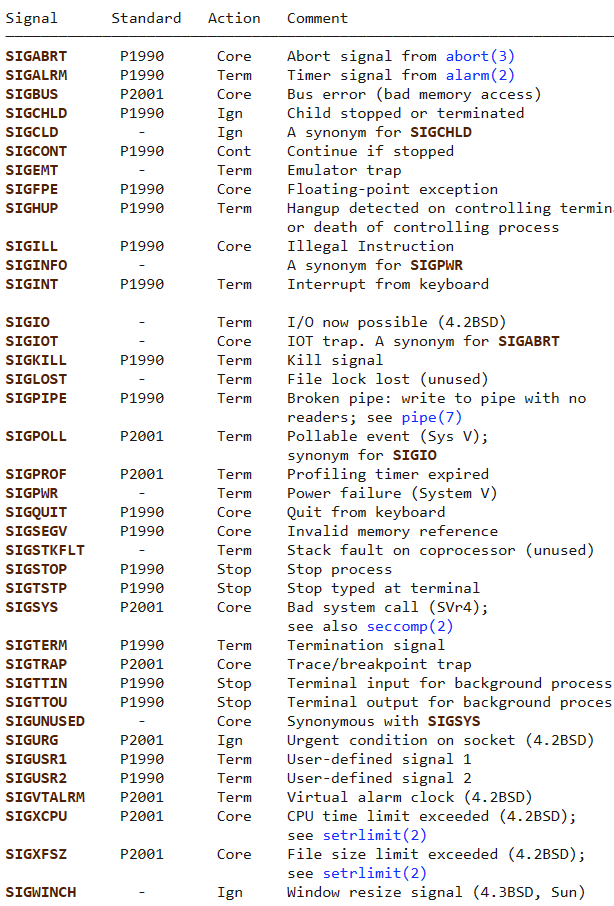 Signal Standard Action Comment
SIGABRT P1990 Core Abort signal from abort(3)
SIGALRM P1990 Term Timer signal from alarm(2)
SIGBUS P2001 Core Bus error (bad memory access)
SIGCHLD P1990 Ign Child stopped or terminated
SIGCLD - Ign A synonym for SIGCHLD
SIGCONT P1990 Cont Continue if stopped
SIGEMT - Term Emulator trap
SIGFPE P1990 Core Floating-point exception
SIGHUP P1990 Term Hangup detected on controlling termin
or death of controlling process
SIGILL P1990 Core Illegal Instruction
SIGINFO - A synonym for SIGPWR
SIGINT P1990 Term Interrupt from keyboard
SIGIO - Term I/O now possible (4.2BSD)
SIGIOT - Core IOT trap. A synonym for SIGABRT
SIGKILL P1990 Term Kill signal
SIGLOST - Term File lock lost (unused)
SIGPIPE P1990 Term Broken pipe: write to pipe with no
readers; see pipe(7)
SIGPOLL P2001 Term Pollable event (Sys V);
synonym for SIGIO
SIGPROF P2001 Term Profiling timer expired
SIGPWR - Term Power failure (System V)
SIGQUIT P1990 Core Quit from keyboard
SIGSEGV P1990 Core Invalid memory reference
SIGSTKFLT - Term Stack fault on coprocessor (unused)
SIGSTOP P1990 Stop Stop process
SIGTSTP P1990 Stop Stop typed at terminal
SIGSYS P2001 Core Bad system call (SVr4);
see also seccomp(2)
SIGTERM P1990 Term Termination signal
SIGTRAP P2001 Core Trace/breakpoint trap
SIGTTIN P1990 Stop Terminal input for background process
SIGTTOU P1990 Stop Terminal output for background proces
SIGUNUSED - Core Synonymous with SIGSYS
SIGURG P2001 Ign Urgent condition on socket (4.2BSD)
SIGUSR1 P1990 Term User-defined signal 1
SIGUSR2 P1990 Term User-defined signal 2
SIGVTALRM P2001 Term Virtual alarm clock (4.2BSD)
SIGXCPU P2001 Core CPU time limit exceeded (4.2BSD);
see setrlimit(2)
SIGXFSZ P2001 Core File size limit exceeded (4.2BSD);
see setrlimit(2)
SIGWINCH - Ign Window resize signal (4.3BSD, Sun)